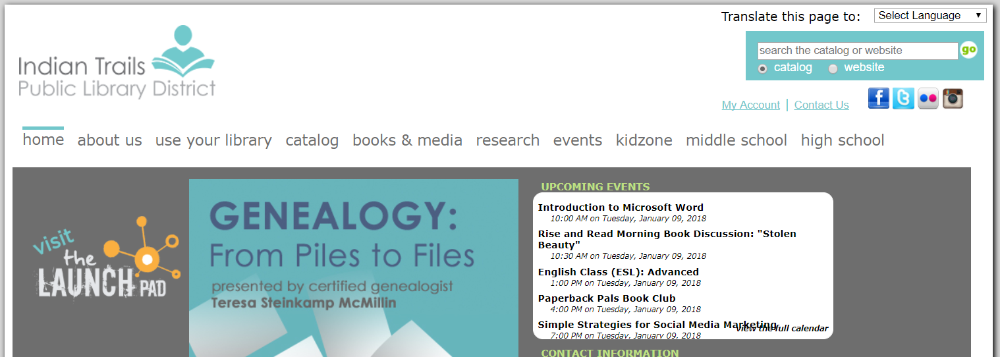 Translate this page to: Select Language
Indian Trails
Public Library District
search the catalog or website go
catalog website
My Account | Contact Us
home about us use your library catalog books & media research events kidzone middle school high school
visit
the
LAUNCH PAD
GENEALOGY:
From Piles to Files
presented by certified genealogist
Teresa Steinkamp McMillin
UPCOMING EVENTS
Introduction to Microsoft Word
10:00 AM on Tuesday, January 09, 2018
Rise and Read Morning Book Discussion: "Stolen
Beauty"
10:30 AM on Tuesday, January 09, 2018
English Class (ESL): Advanced
1:00 PM on Tuesday, January 09, 2018
Paperback Pals Book Club
4:00 PM on Tuesday, January 09, 2018
Simple Strategies for Social Media Marketing
view the full calendar
7:00 PM on Tuesday, January 09, 2018
CONTACT INFORMATION